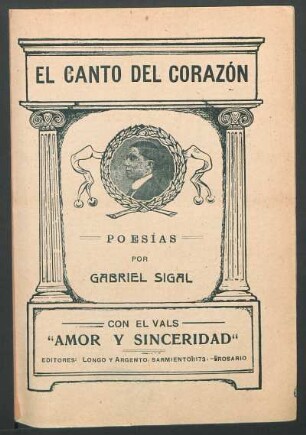 EL CANTO DEL CORAZÓN
POESÍAS
POR
GABRIEL SIGAL
CON EL VALS
"AMOR Y SINCERIDAD"
EDITORES: LONGO Y ARGENTO. SARMIENTO 1173.-ROSARIO